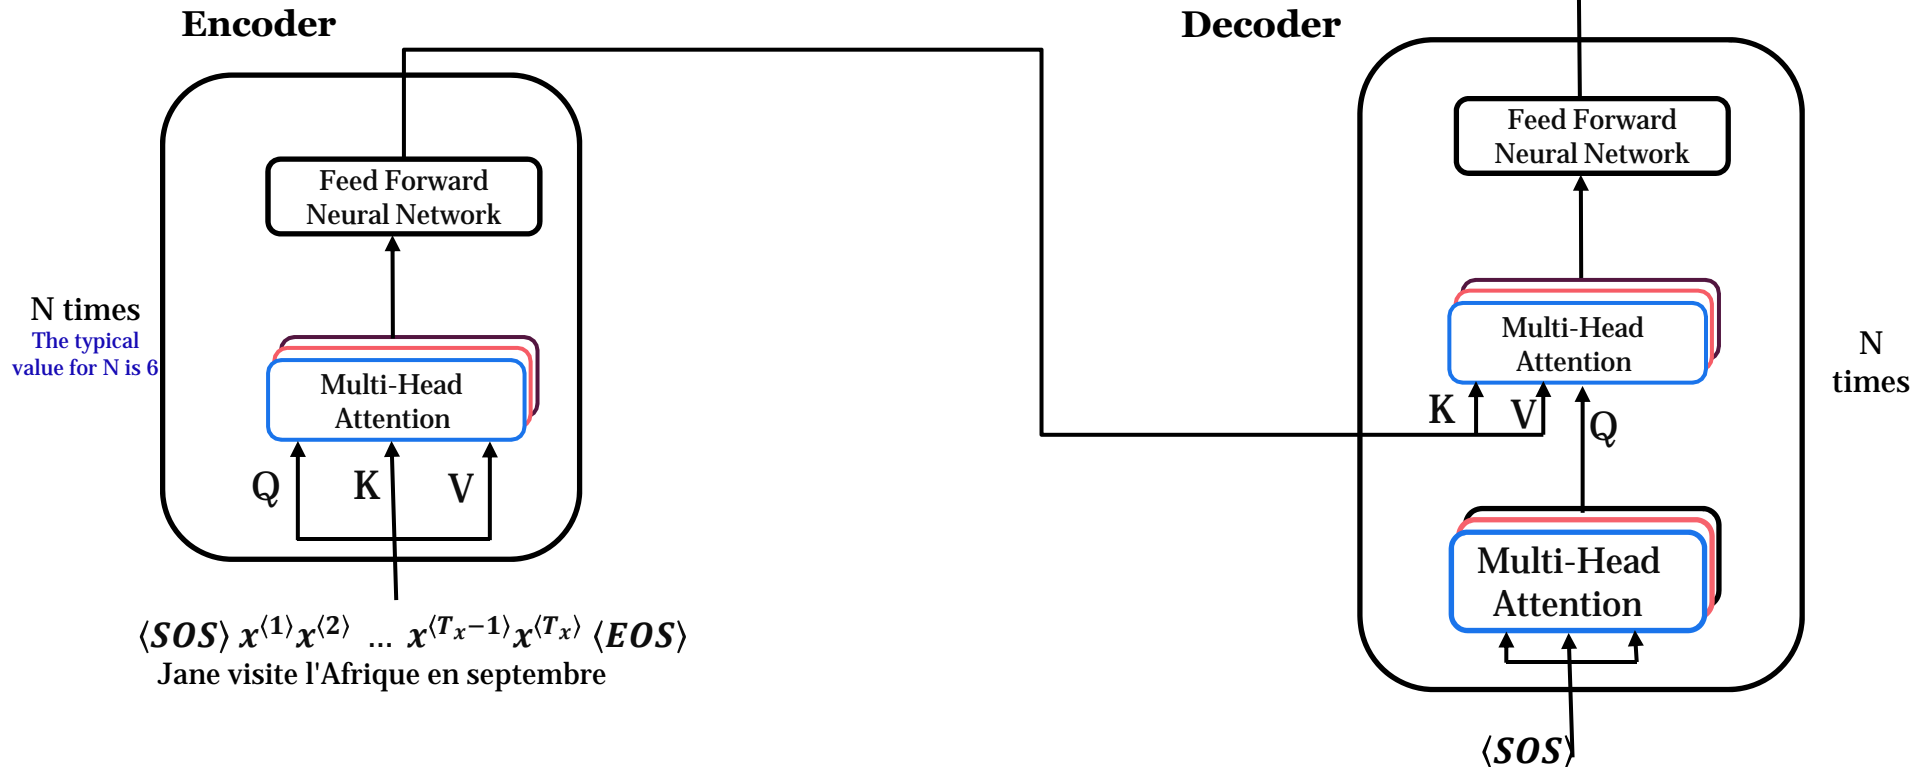 Encoder
Feed Forward
Neural Network
N times
The typical
value for N is 6
Multi-Head
Attention
Q K V
⟨SOS⟩ x⟨1⟩x⟨2⟩ … x⟨Tx−1⟩x⟨Tx⟩ ⟨EOS⟩
Jane visite l'Afrique en septembre
Decoder
Feed Forward
Neural Network
Multi-Head
Attention
K V Q
N
times
Multi-Head
Attention
⟨SOS⟩